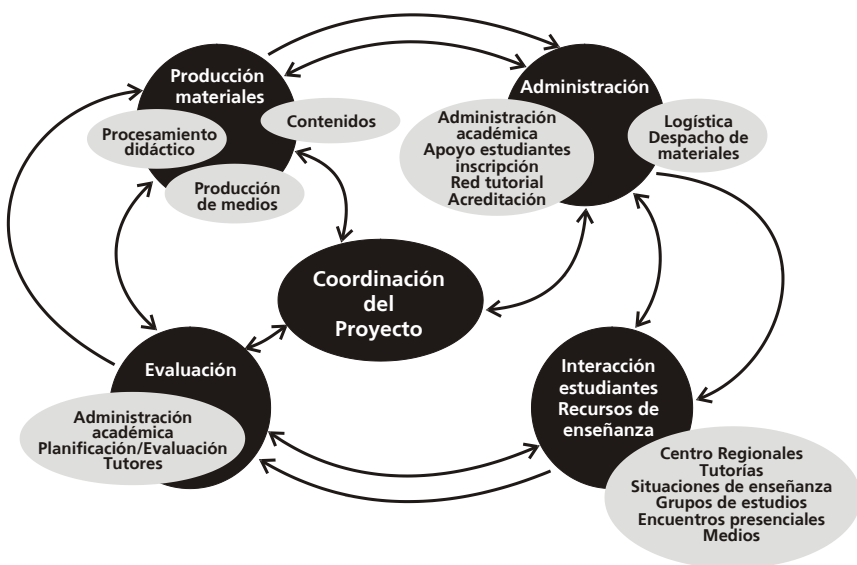 Producción
materiales
Procesamiento
didáctico
Contenidos
Producción
de medios
Administración
Administración
académica
Apoyo estudiantes
inscripción
Red tutorial
Acreditación
Logística
Despacho de
materiales
Coordinación
del
Proyecto
Evaluación
Administración
académica
Planificación/Evaluación
Tutores
Interacción
estudiantes
Recursos de
enseñanza
Centro Regionales
Tutorías
Situaciones de enseñanza
Grupos de estudios
Encuentros presenciales
Medios